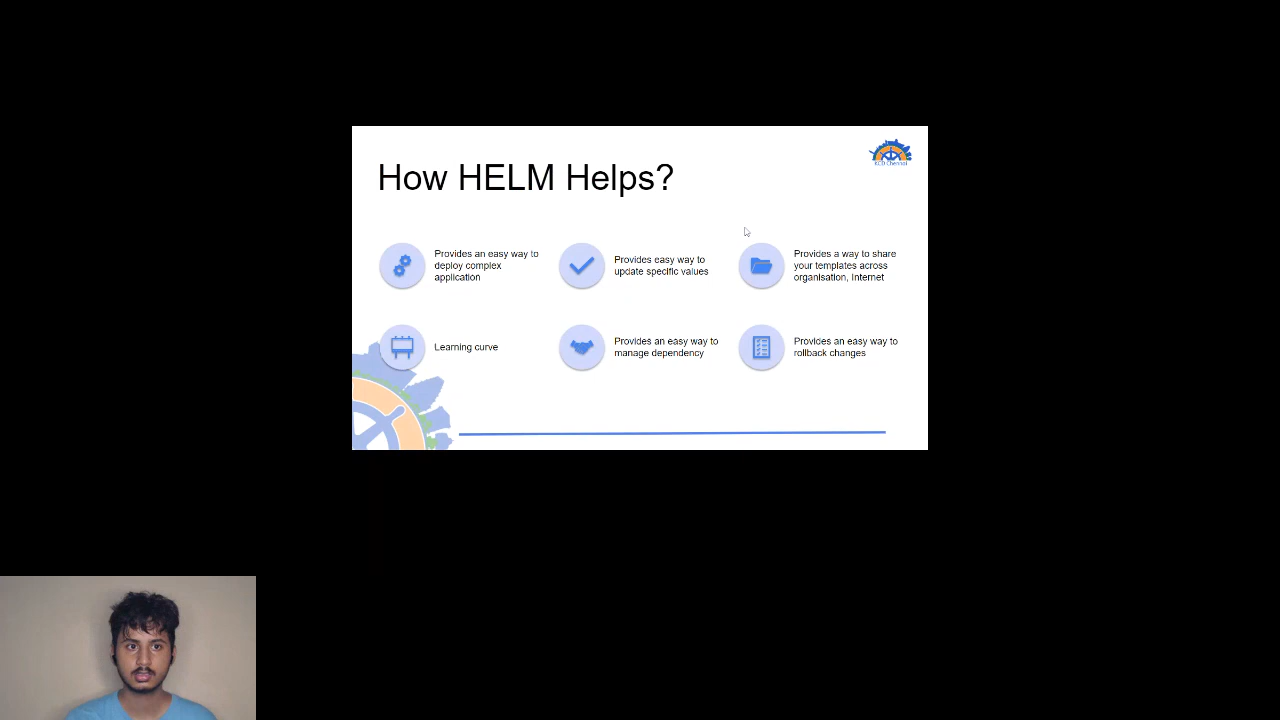 KCD Chennai
How HELM Helps?
Provides an easy way to
deploy complex
application
Provides easy way to
update specific values
Provides a way to share
your templates across
organisation, Internet
Learning curve
Provides an easy way to
manage dependency
Provides an easy way to
rollback changes